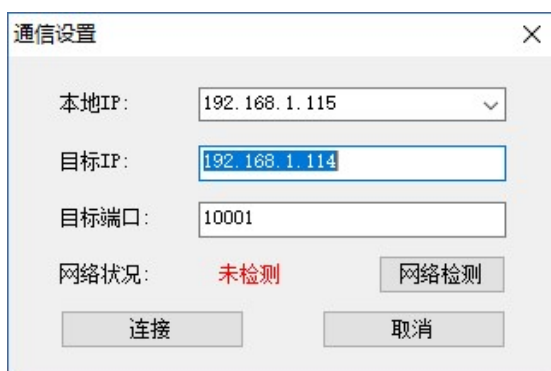 通信设置
本地IP: 192.168.1.115
目标IP: 192.168.1.114
目标端口: 10001
网络状况: 未检测 网络检测
连接 取消